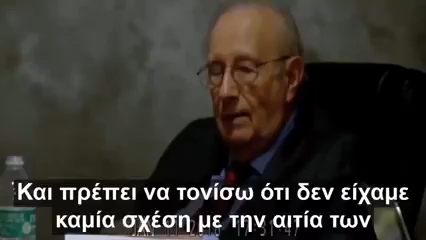 Και πρέπει να τονίσω ότι δεν είχαμε
καμία σχέση με την αιτία των